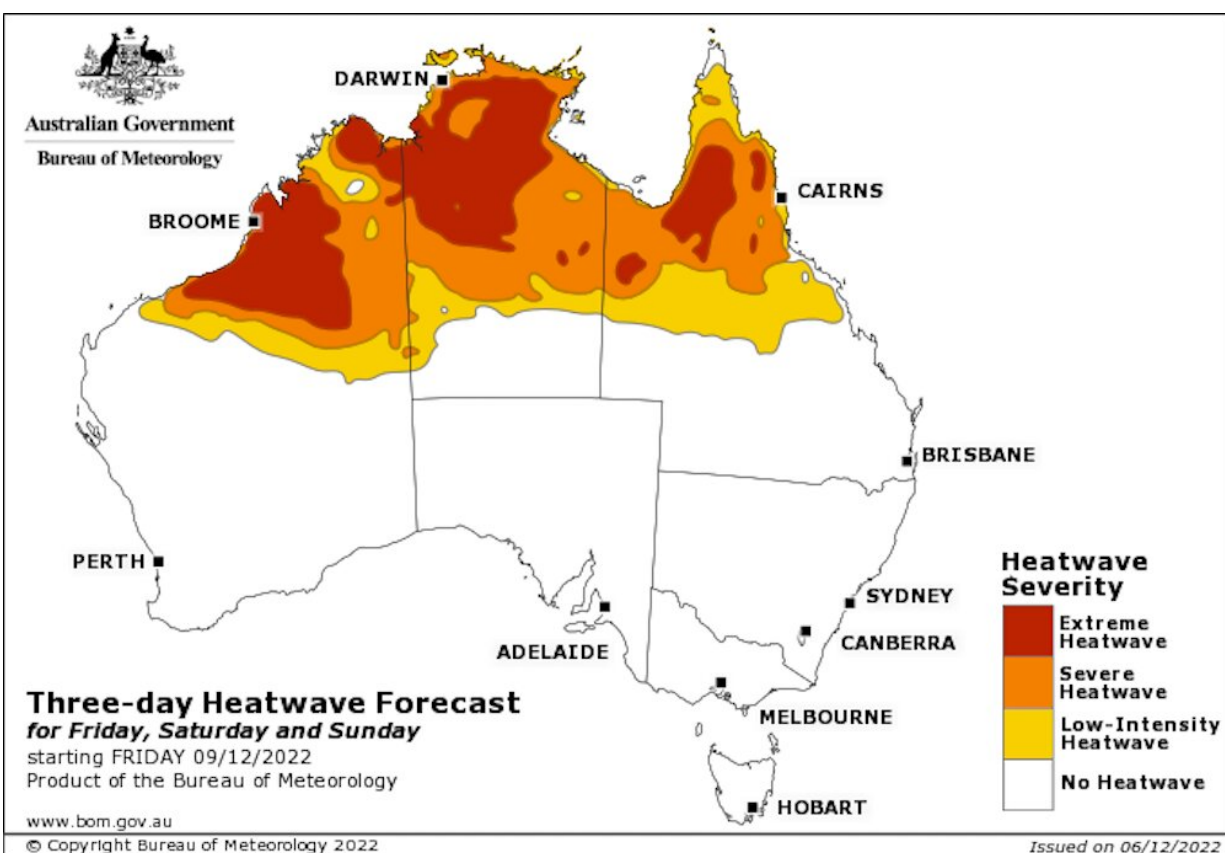 Australian Government
Bureau of Meteorology
DARWIN
CAIRNS
BROOME
BRISBANE
PERTH
SYDNEY
CANBERRA
ADELAIDE
MELBOURNE
HOBART
Heatwave
Severity
Extreme
Heatwave
Severe
Heatwave
Low-Intensity
Heatwave
No Heatwave
Three-day Heatwave Forecast
for Friday, Saturday and Sunday
starting FRIDAY 09/12/2022
Product of the Bureau of Meteorology
www.bom.gov.au
© Copyright Bureau of Meteorology 2022
Issued on 06/12/2022